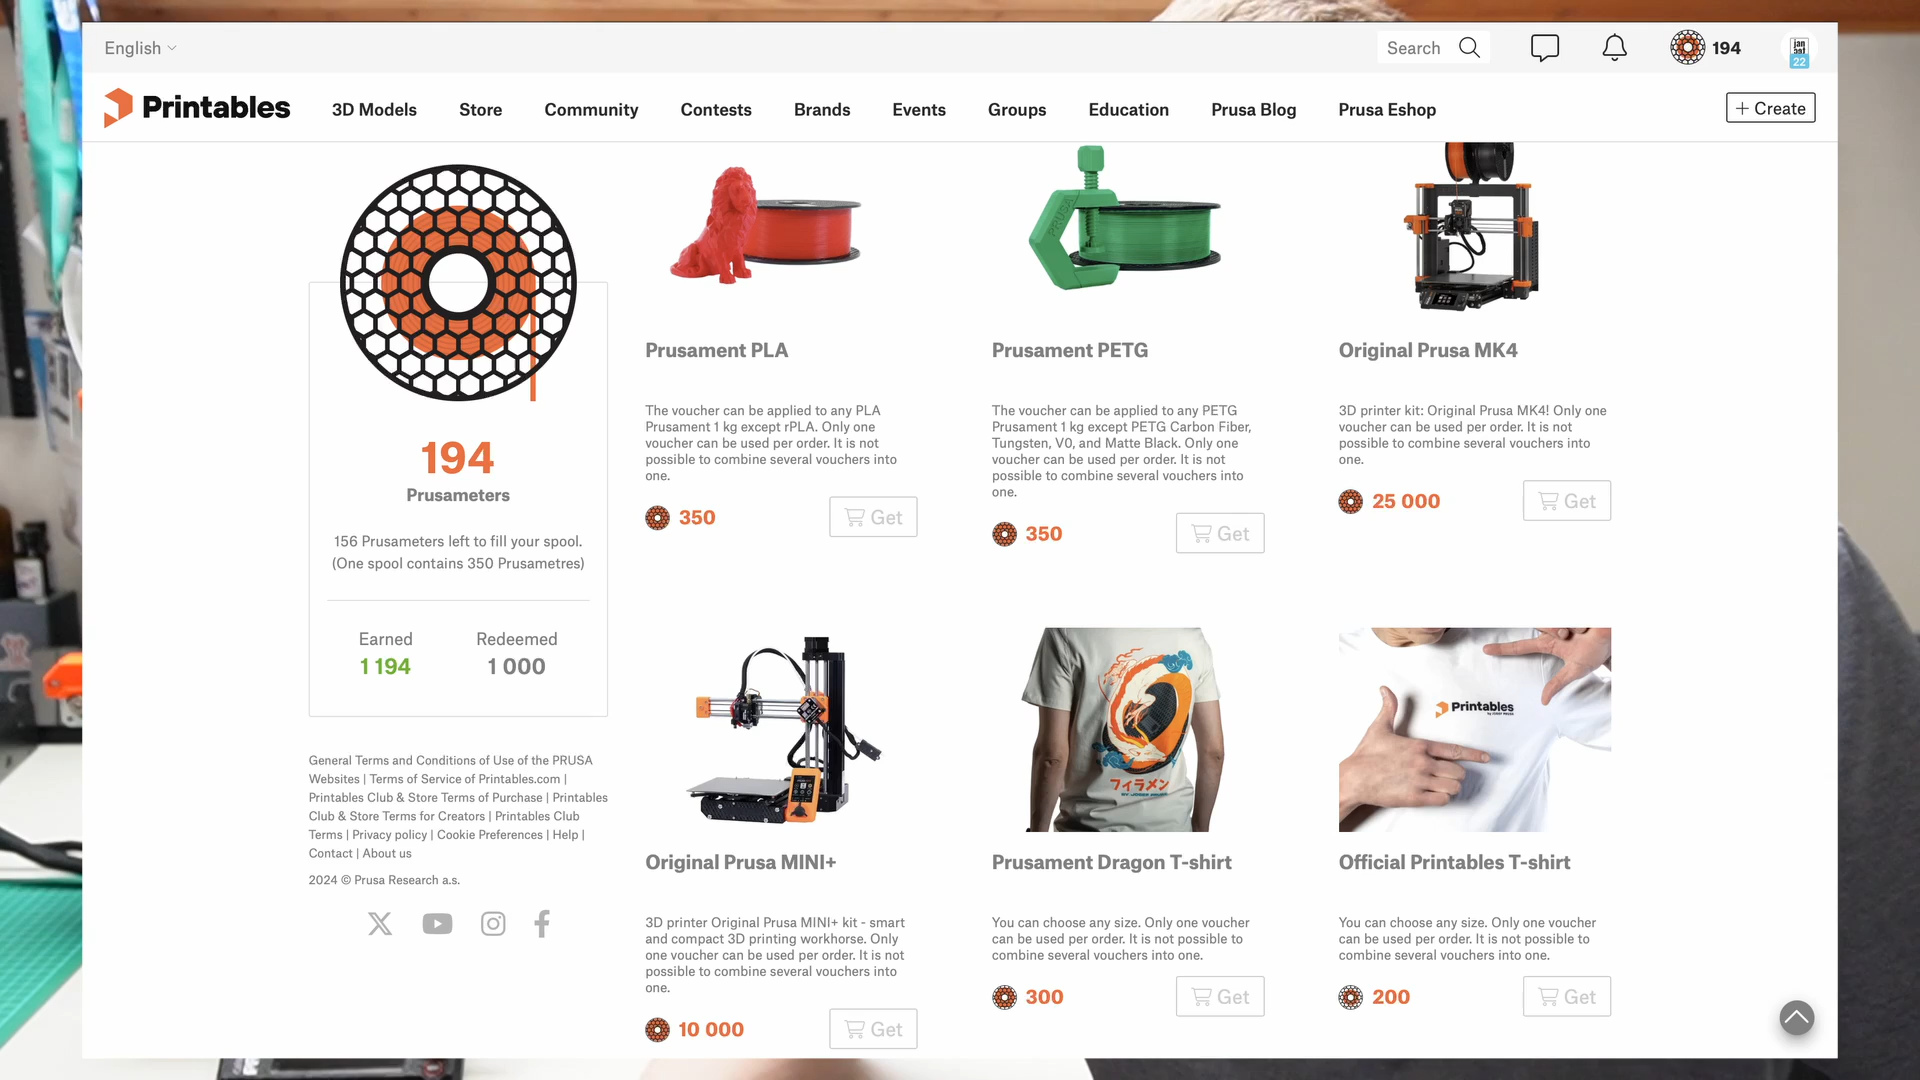 English
Search
194
jan
22
Printables
3D Models
Store
Community
Contests
Brands
Events
Groups
Education
Prusa Blog
Prusa Eshop
+ Create
194
Prusameters
156 Prusameters left to fill your spool.
(One spool contains 350 Prusametres)
Earned
1 194
Redeemed
1 000
General Terms and Conditions of Use of the PRUSA
Websites | Terms of Service of Printables.com |
Printables Club & Store Terms of Purchase | Printables
Club & Store Terms for Creators | Printables Club
Terms | Privacy policy | Cookie Preferences | Help |
Contact | About us
2024 © Prusa Research a.s.
Prusament PLA
The voucher can be applied to any PLA
Prusament 1 kg except rPLA. Only one
voucher can be used per order. It is not
possible to combine several vouchers into
one.
350
Get
PRUSA
Prusament PETG
The voucher can be applied to any PETG
Prusament 1 kg except PETG Carbon Fiber,
Tungsten, V0, and Matte Black. Only one
voucher can be used per order. It is not
possible to combine several vouchers into
one.
350
Get
Original Prusa MK4
3D printer kit: Original Prusa MK4! Only one
voucher can be used per order. It is not
possible to combine several vouchers into
one.
25 000
Get
Original Prusa MINI+
3D printer Original Prusa MINI+ kit - smart
and compact 3D printing workhorse. Only
one voucher can be used per order. It is not
possible to combine several vouchers into
one.
10 000
Get
フィラメン
BY JOSEF PRUSA
Prusament Dragon T-shirt
You can choose any size. Only one voucher
can be used per order. It is not possible to
combine several vouchers into one.
300
Get
Printables
by JOSEF PRUSA
Official Printables T-shirt
You can choose any size. Only one voucher
can be used per order. It is not possible to
combine several vouchers into one.
200
Get